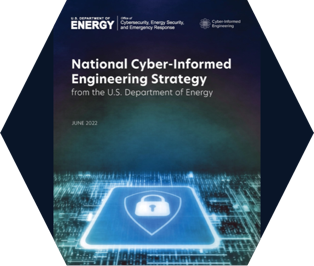 U.S. DEPARTMENT OF
ENERGY
Office of
Cybersecurity, Energy Security,
and Emergency Response
Cyber-Informed
Engineering
National Cyber-Informed
Engineering Strategy
from the U.S. Department of Energy
JUNE 2022